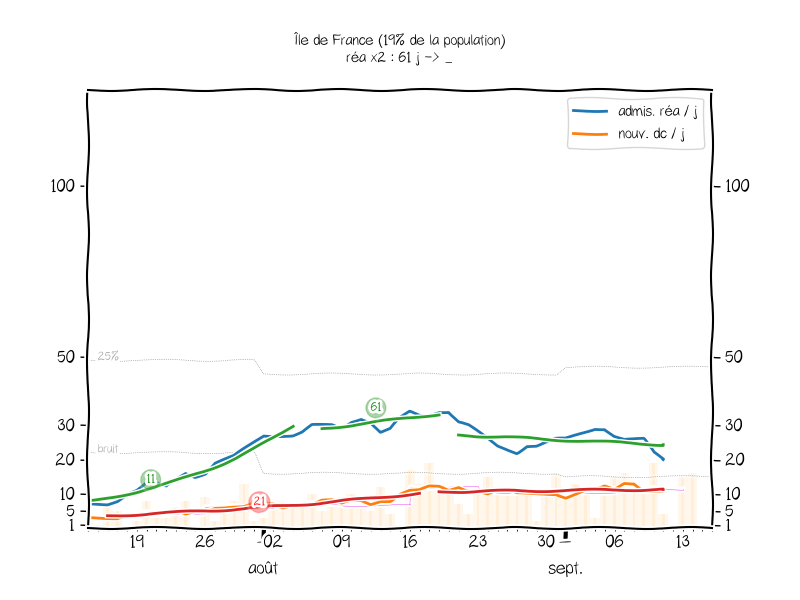 Île de France (19% de la population)
réa x2 : 61 j -> _
admis. réa / j
nouv. dc / j
100 100
50 50
25%
61
30 30
bruit
20 20
11
21
10 10
5 5
1 1
19 26 02 09 16 23 30 06 13
août sept.